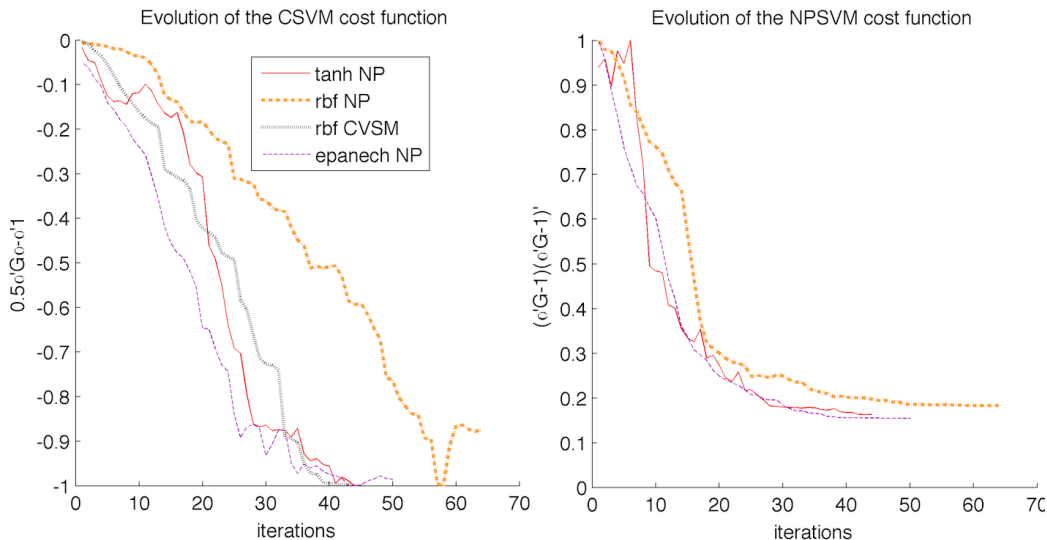 Evolution of the CSVM cost function
0
-0.1
-0.2
-0.3
-0.4
-0.5
-0.6
-0.7
-0.8
-0.9
-1
0.5α'Gα-α'1
tanh NP
rbf NP
rbf CVSM
epanech NP
0 10 20 30 40 50 60 70
iterations
Evolution of the NPSVM cost function
1
0.9
0.8
0.7
0.6
0.5
0.4
0.3
0.2
0.1
0
(α'G-1)(α'G-1)'
0 10 20 30 40 50 60 70
iterations